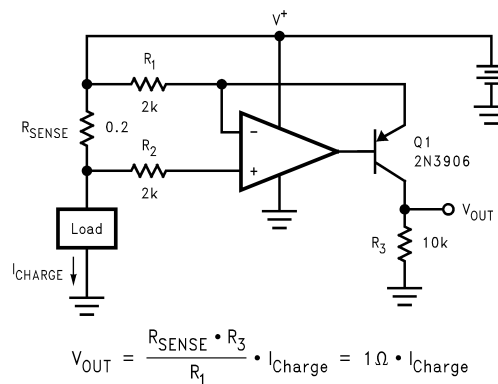 V+
R1
2k
RSENSE 0.2
R2
2k
−
+
Q1
2N3906
Load
ICHARGE
VOUT
R3 10k
VOUT = RSENSE • R3 / R1 • ICharge = 1Ω • ICharge